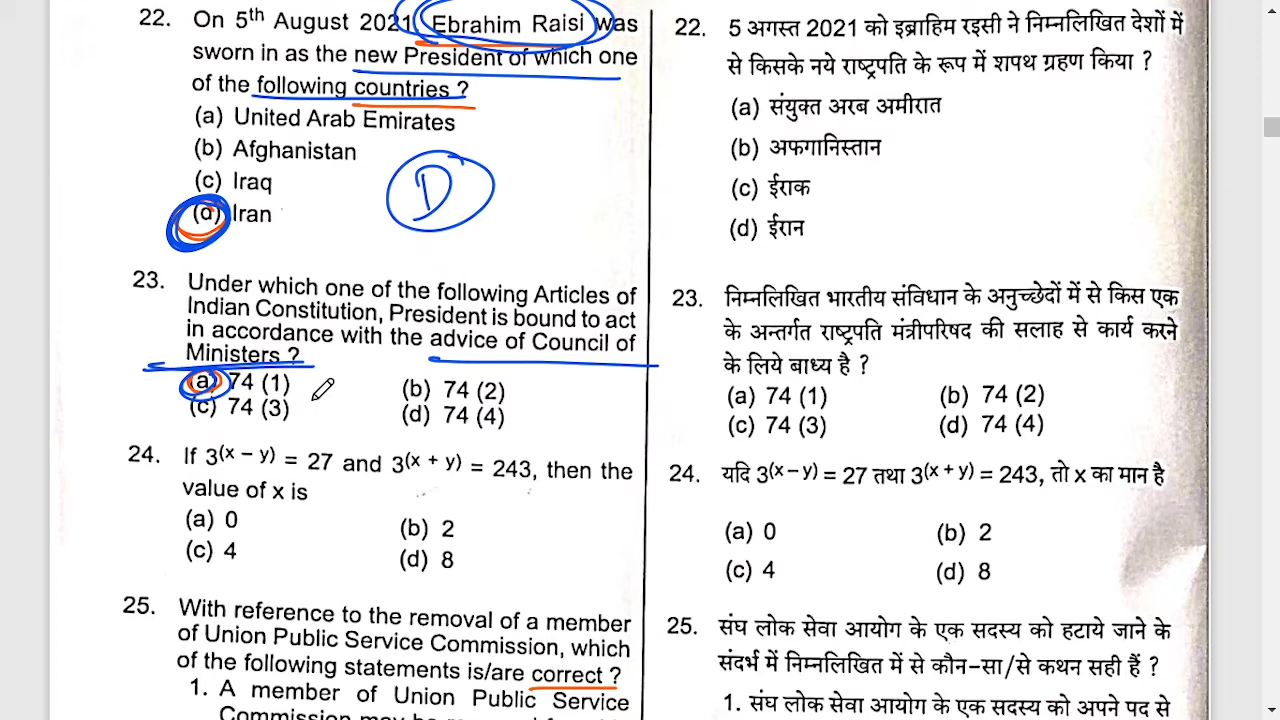 22. On 5th August 2021 Ebrahim Raisi was
sworn in as the new President of which one
of the following countries ?
(a) United Arab Emirates
(b) Afghanistan
(c) Iraq
(d) Iran
D
23. Under which one of the following Articles of
Indian Constitution, President is bound to act
in accordance with the advice of Council of
Ministers ?
(a) 74 (1) (b) 74 (2)
(c) 74 (3) (d) 74 (4)
24. If 3(x – y) = 27 and 3(x + y) = 243, then the
value of x is
(a) 0 (b) 2
(c) 4 (d) 8
25. With reference to the removal of a member
of Union Public Service Commission, which
of the following statements is/are correct ?
1. A member of Union Public Service
Commission may be
22. 5 अगस्त 2021 को इब्राहिम रइसी ने निम्नलिखित देशों में
से किसके नये राष्ट्रपति के रूप में शपथ ग्रहण किया ?
(a) संयुक्त अरब अमीरात
(b) अफगानिस्तान
(c) ईराक
(d) ईरान
23. निम्नलिखित भारतीय संविधान के अनुच्छेदों में से किस एक
के अन्तर्गत राष्ट्रपति मंत्रीपरिषद की सलाह से कार्य करने
के लिये बाध्य है ?
(a) 74 (1) (b) 74 (2)
(c) 74 (3) (d) 74 (4)
24. यदि 3(x – y) = 27 तथा 3(x + y) = 243, तो x का मान है
(a) 0 (b) 2
(c) 4 (d) 8
25. संघ लोक सेवा आयोग के एक सदस्य को हटाये जाने के
संदर्भ में निम्नलिखित में से कौन-सा/से कथन सही हैं ?
1. संघ लोक सेवा आयोग के एक सदस्य को अपने पद से